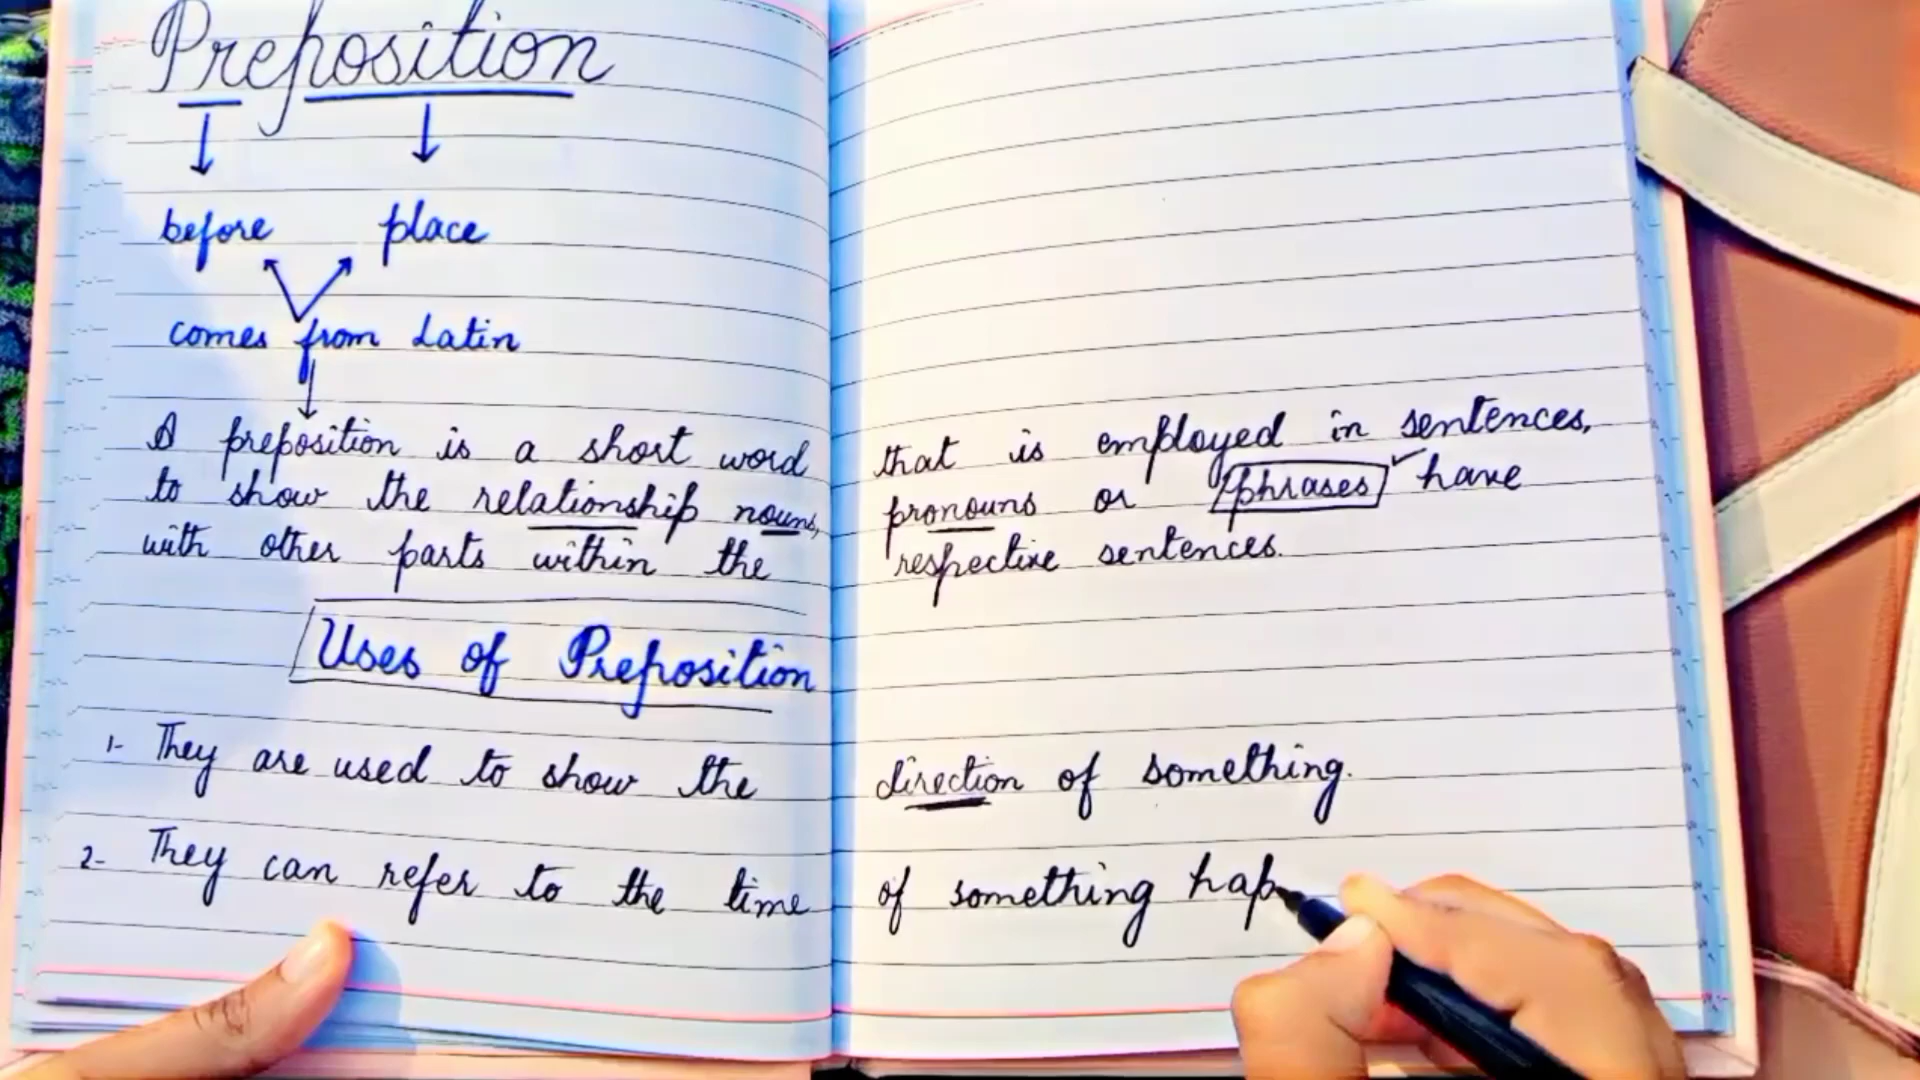 Preposition
before place
comes from Latin
A preposition is a short word that is employed in sentences,
to show the relationship nouns, pronouns or phrases have
with other parts within the respective sentences.
Uses of Preposition
1- They are used to show the direction of something.
2- They can refer to the time of something hap